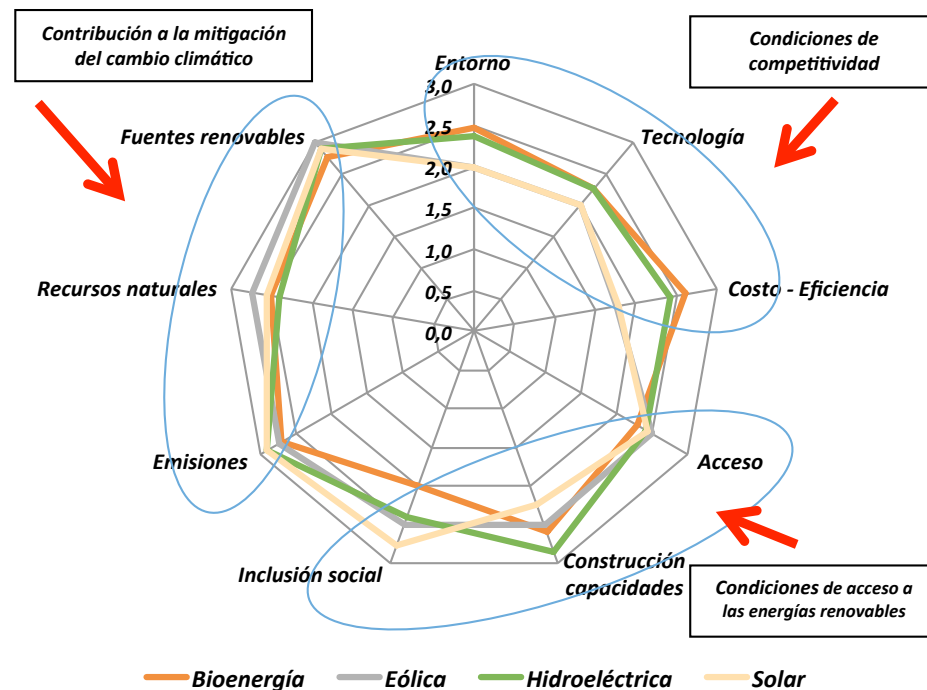 Contribución a la mitigación
del cambio climático
Condiciones de
competitividad
Entorno
3,0
Fuentes renovables
2,5
Tecnología
2,0
1,5
Recursos naturales
1,0
Costo - Eficiencia
0,5
0,0
Emisiones
Acceso
Inclusión social
Construcción
capacidades
Condiciones de acceso a
las energías renovables
Bioenergía
Eólica
Hidroeléctrica
Solar